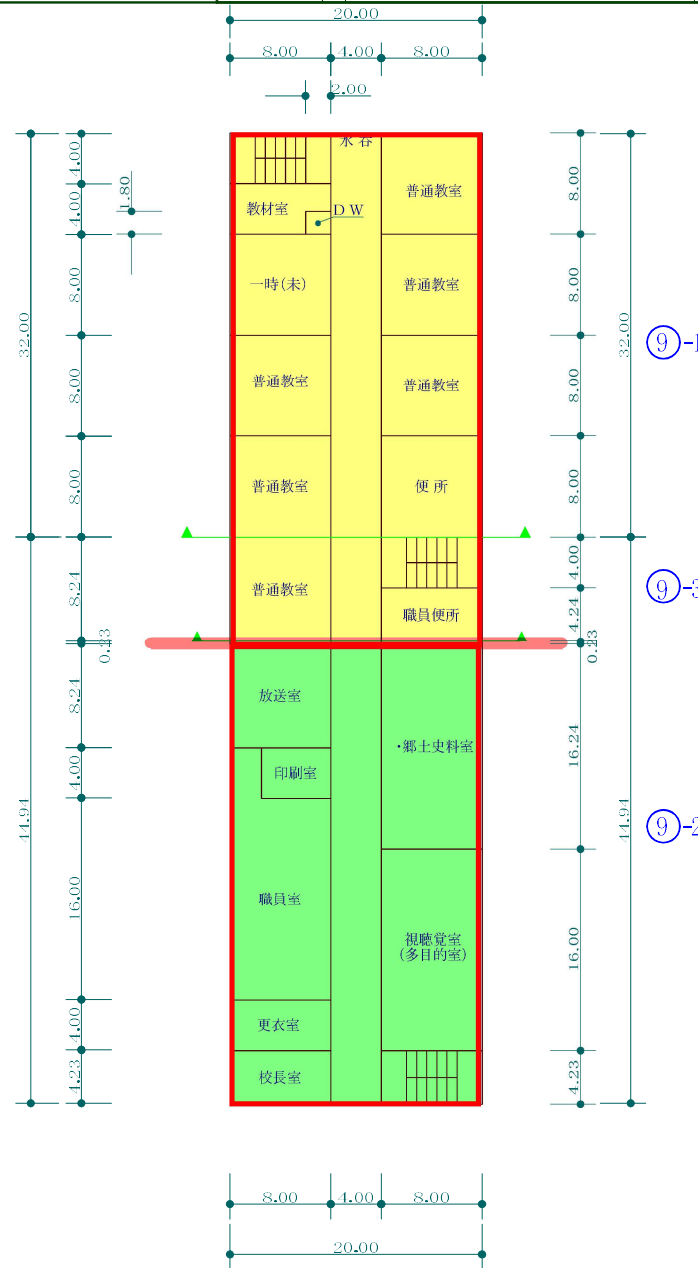 20.00
8.00
4.00
8.00
2.00
4.00
4.00
1.80
8.00
8.00
8.00
8.24
0.23
8.24
4.00
16.00
4.00
4.23
32.00
44.94
教材室
D W
一時(未)
普通教室
普通教室
普通教室
普通教室
普通教室
普通教室
便 所
職員便所
放送室
印刷室
職員室
更衣室
校長室
・郷土史料室
視聴覚室
(多目的室)
8.00
8.00
8.00
8.00
4.00
4.24
0.23
16.24
16.00
4.23
32.00
44.94
⑨-1
⑨-3
⑨-2
8.00
4.00
8.00
20.00